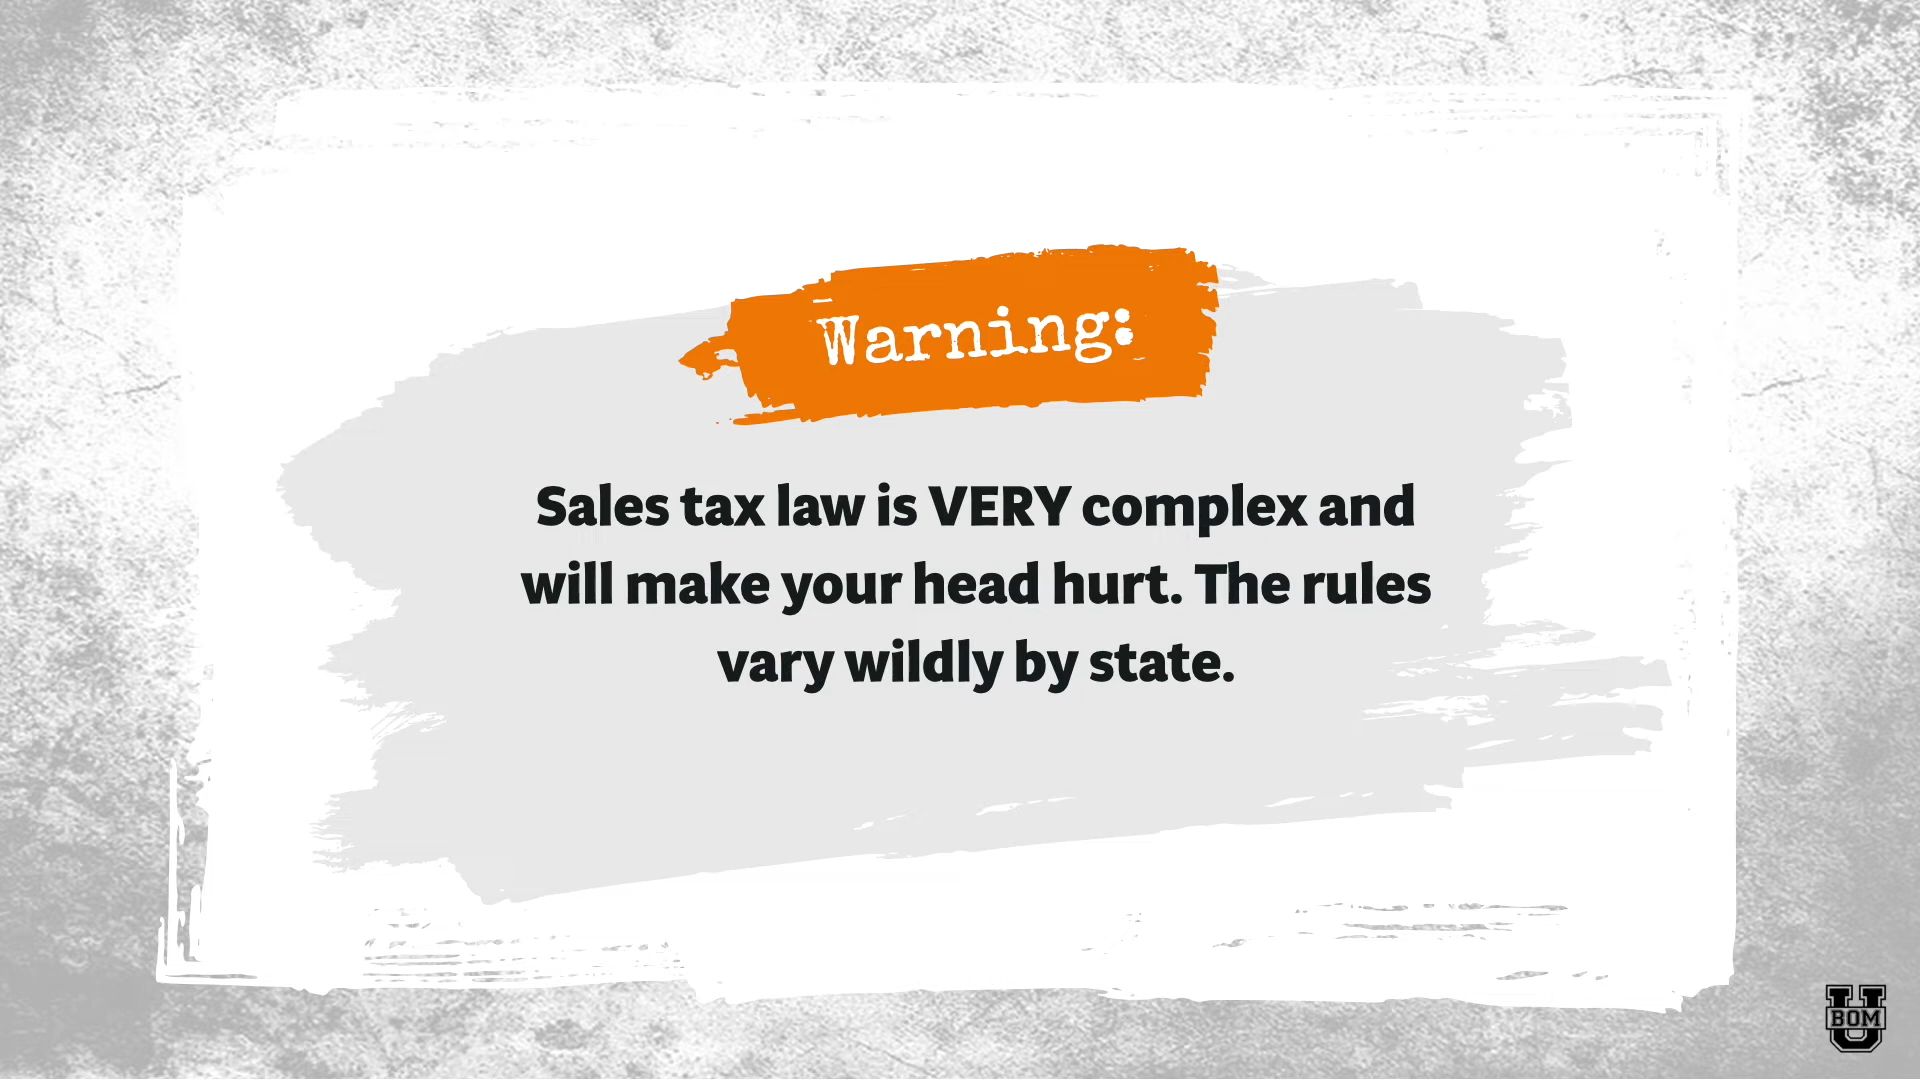 Warning:
Sales tax law is VERY complex and
will make your head hurt. The rules
vary wildly by state.
U
BOM